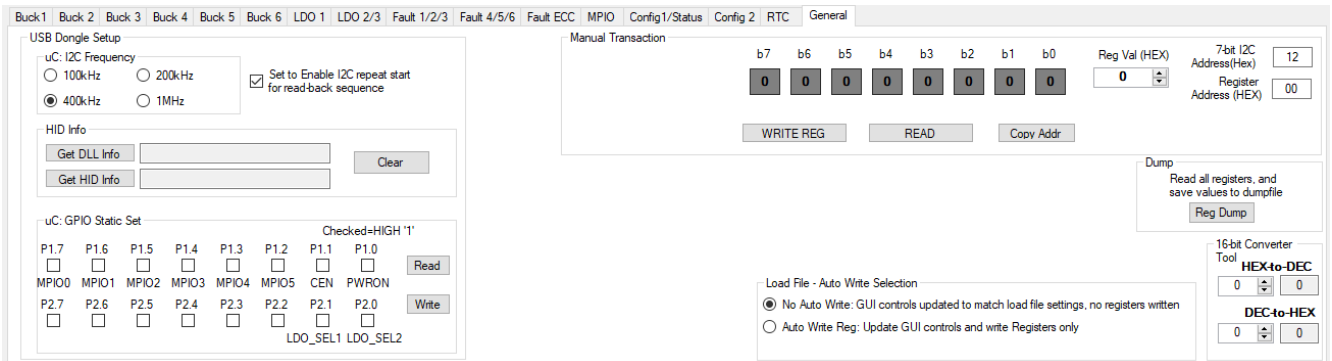 Buck1 Buck 2 Buck 3 Buck 4 Buck 5 Buck 6 LDO 1 LDO 2/3 Fault 1/2/3 Fault 4/5/6 Fault ECC MPIO Config1/Status Config 2 RTC General
USB Dongle Setup
uC: I2C Frequency
100kHz 200kHz
400kHz 1MHz
Set to Enable I2C repeat start
for read-back sequence
HID Info
Get DLL Info
Get HID Info
Clear
uC: GPIO Static Set
Checked=HIGH '1'
P1.7 P1.6 P1.5 P1.4 P1.3 P1.2 P1.1 P1.0
Read
MPIO0 MPIO1 MPIO2 MPIO3 MPIO4 MPIO5 CEN PWRON
P2.7 P2.6 P2.5 P2.4 P2.3 P2.2 P2.1 P2.0
Write
LDO_SEL1 LDO_SEL2
Manual Transaction
b7 b6 b5 b4 b3 b2 b1 b0
0 0 0 0 0 0 0 0
Reg Val (HEX)
0
7-bit I2C
Address(Hex)
12
Register
Address (HEX)
00
WRITE REG READ Copy Addr
Dump
Read all registers, and
save values to dumpfile
Reg Dump
Load File - Auto Write Selection
No Auto Write: GUI controls updated to match load file settings, no registers written
Auto Write Reg: Update GUI controls and write Registers only
16-bit Converter
Tool
HEX-to-DEC
0 0
DEC-to-HEX
0 0